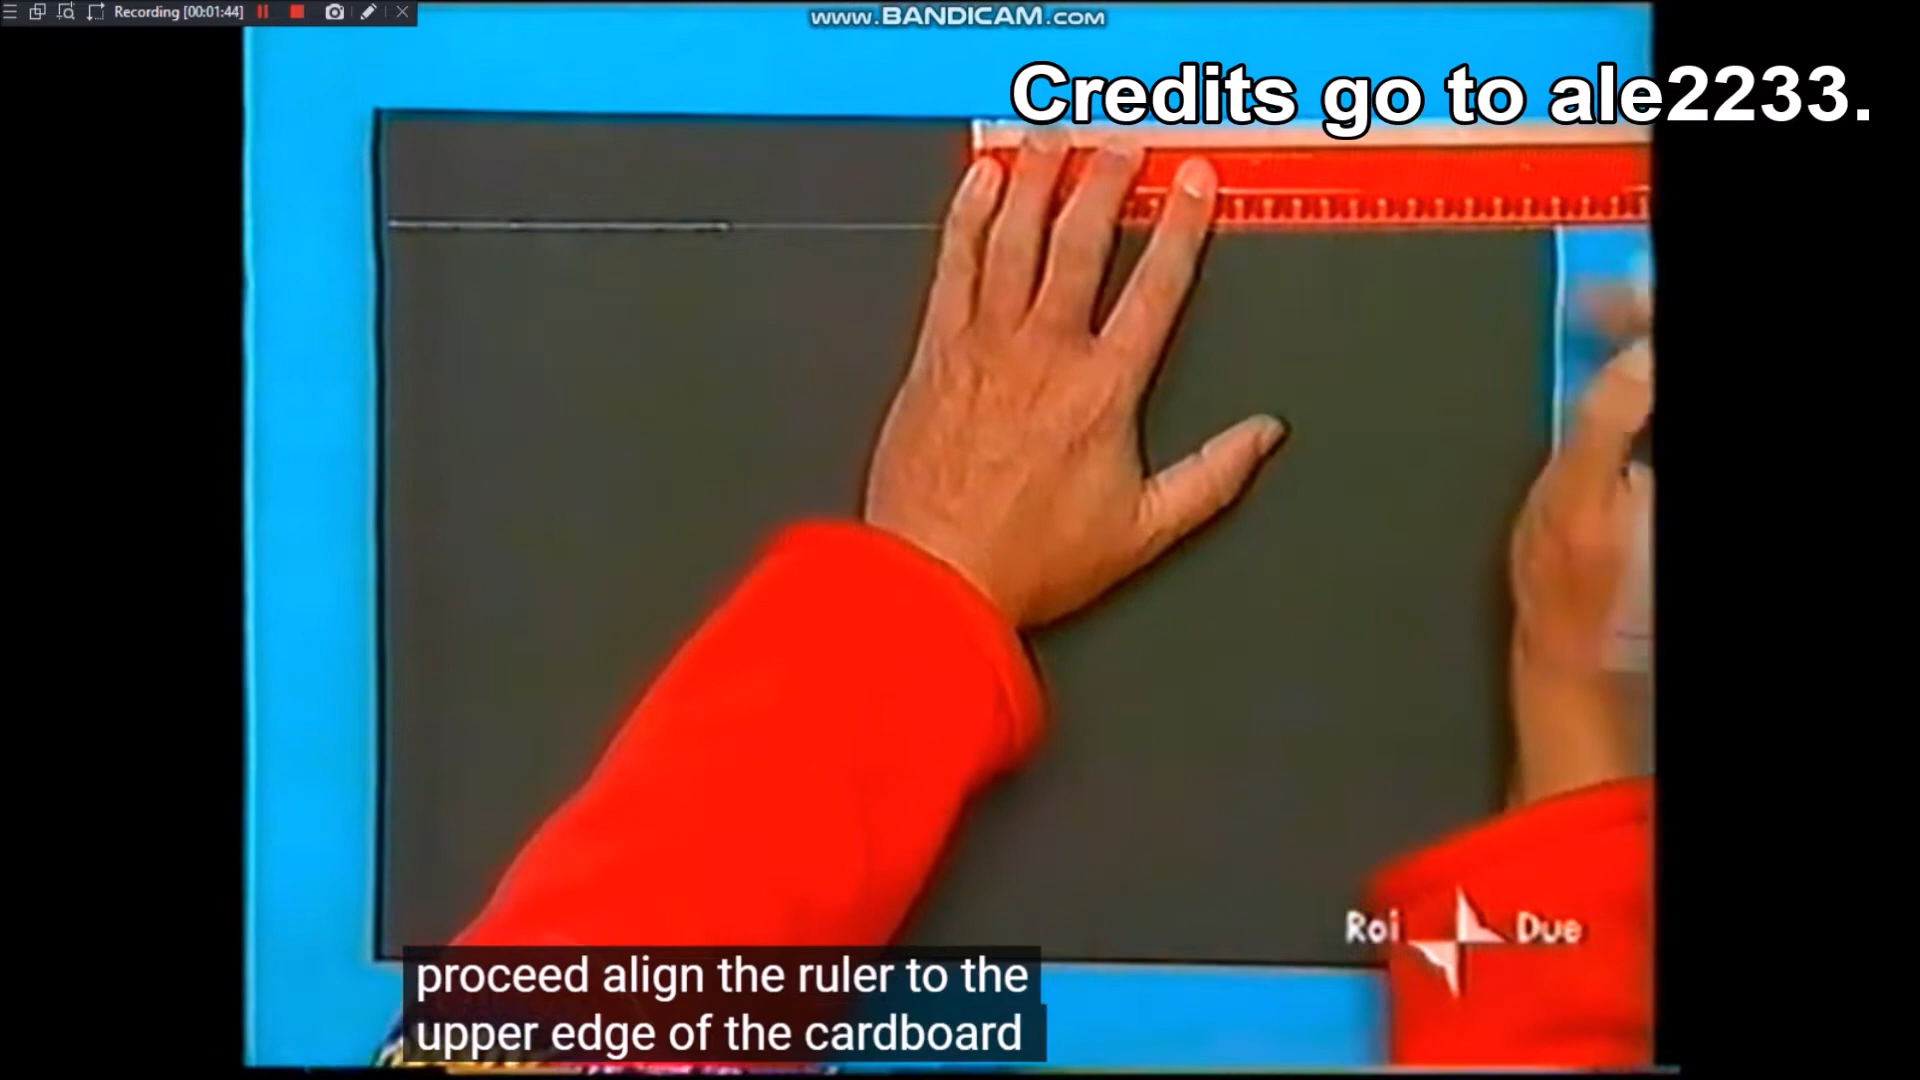 Recording [00:01:44]
www.BANDICAM.com
Credits go to ale2233.
Roi Due
proceed align the ruler to the
upper edge of the cardboard